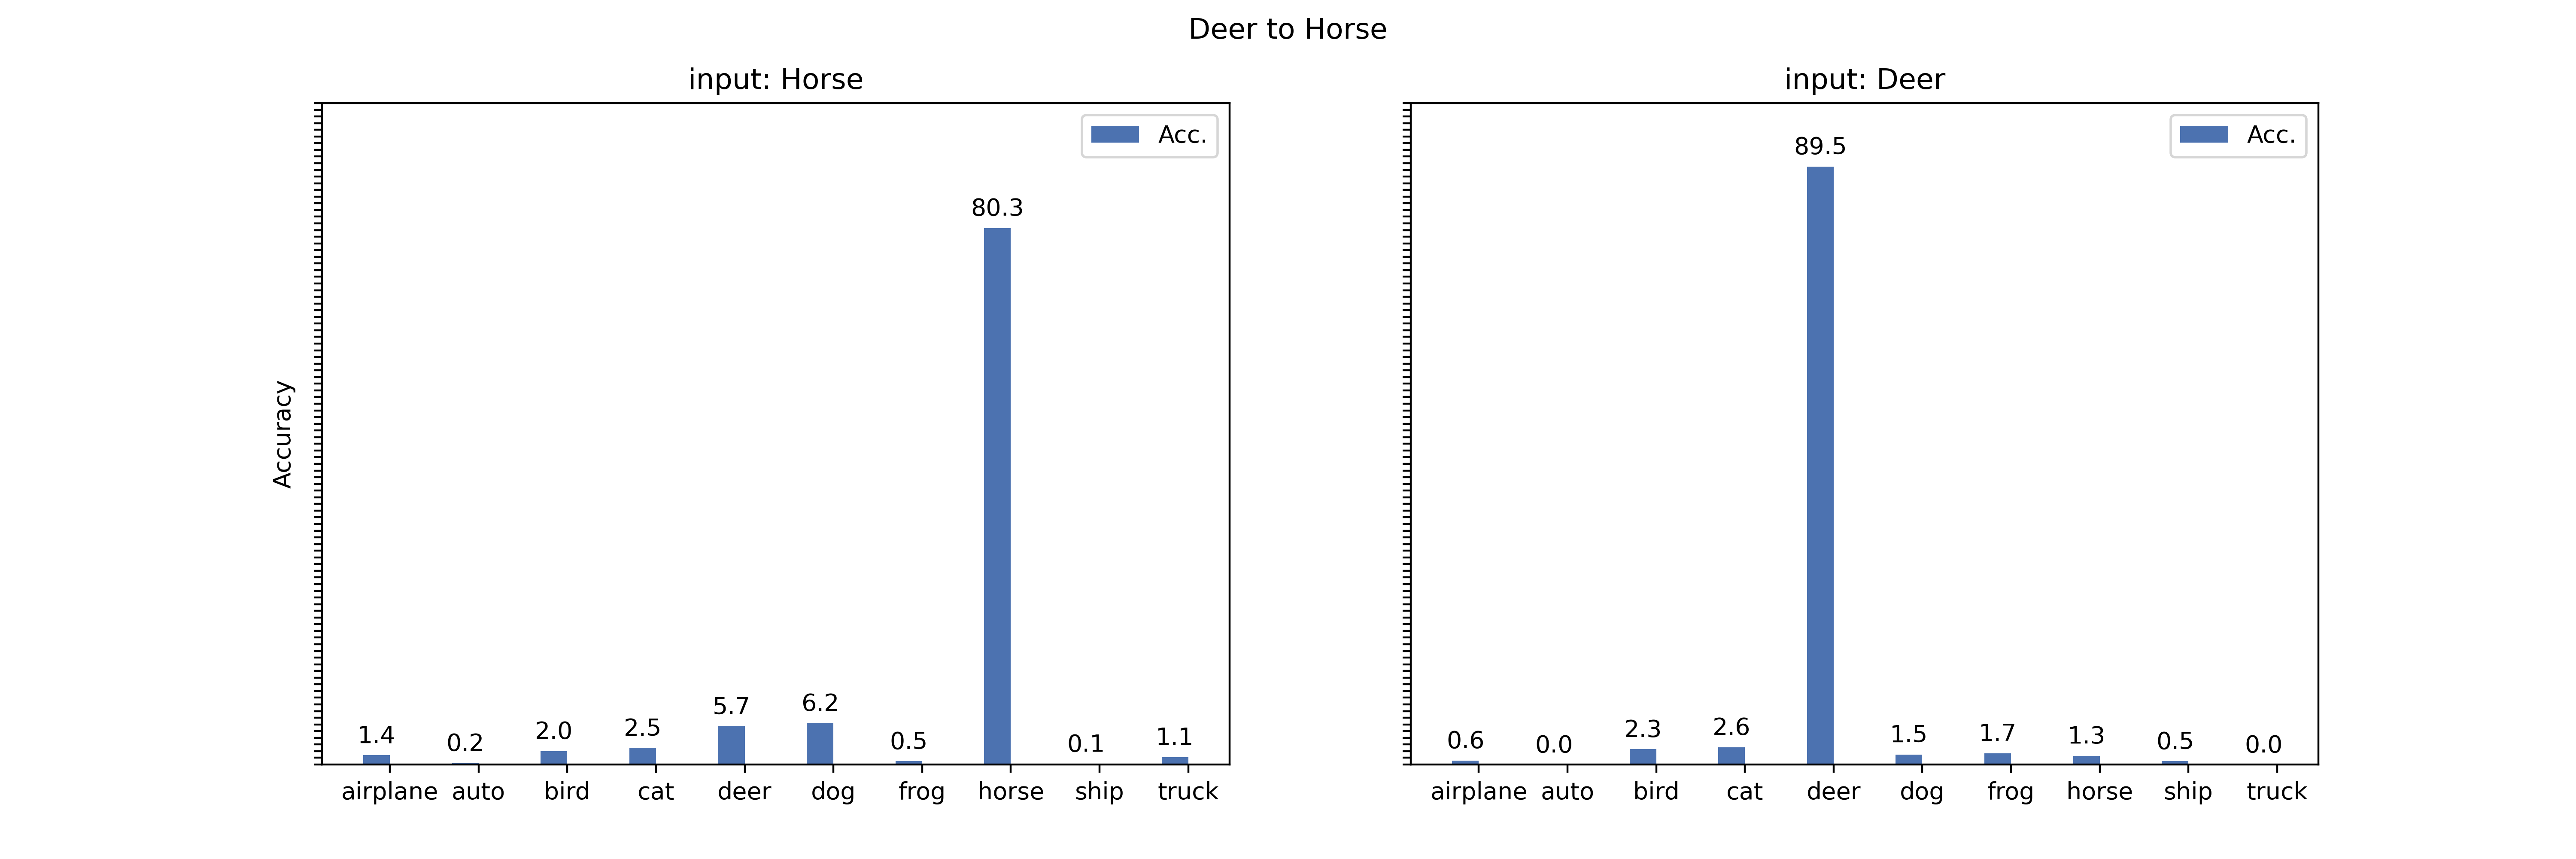 Deer to Horse
input: Horse
Acc.
80.3
6.2
5.7
2.5
2.0
1.4
1.1
0.5
0.2
0.1
Accuracy
airplane auto bird cat deer dog frog horse ship truck
input: Deer
Acc.
89.5
2.6
2.3
1.7
1.5
1.3
0.6
0.5
0.0
0.0
airplane auto bird cat deer dog frog horse ship truck